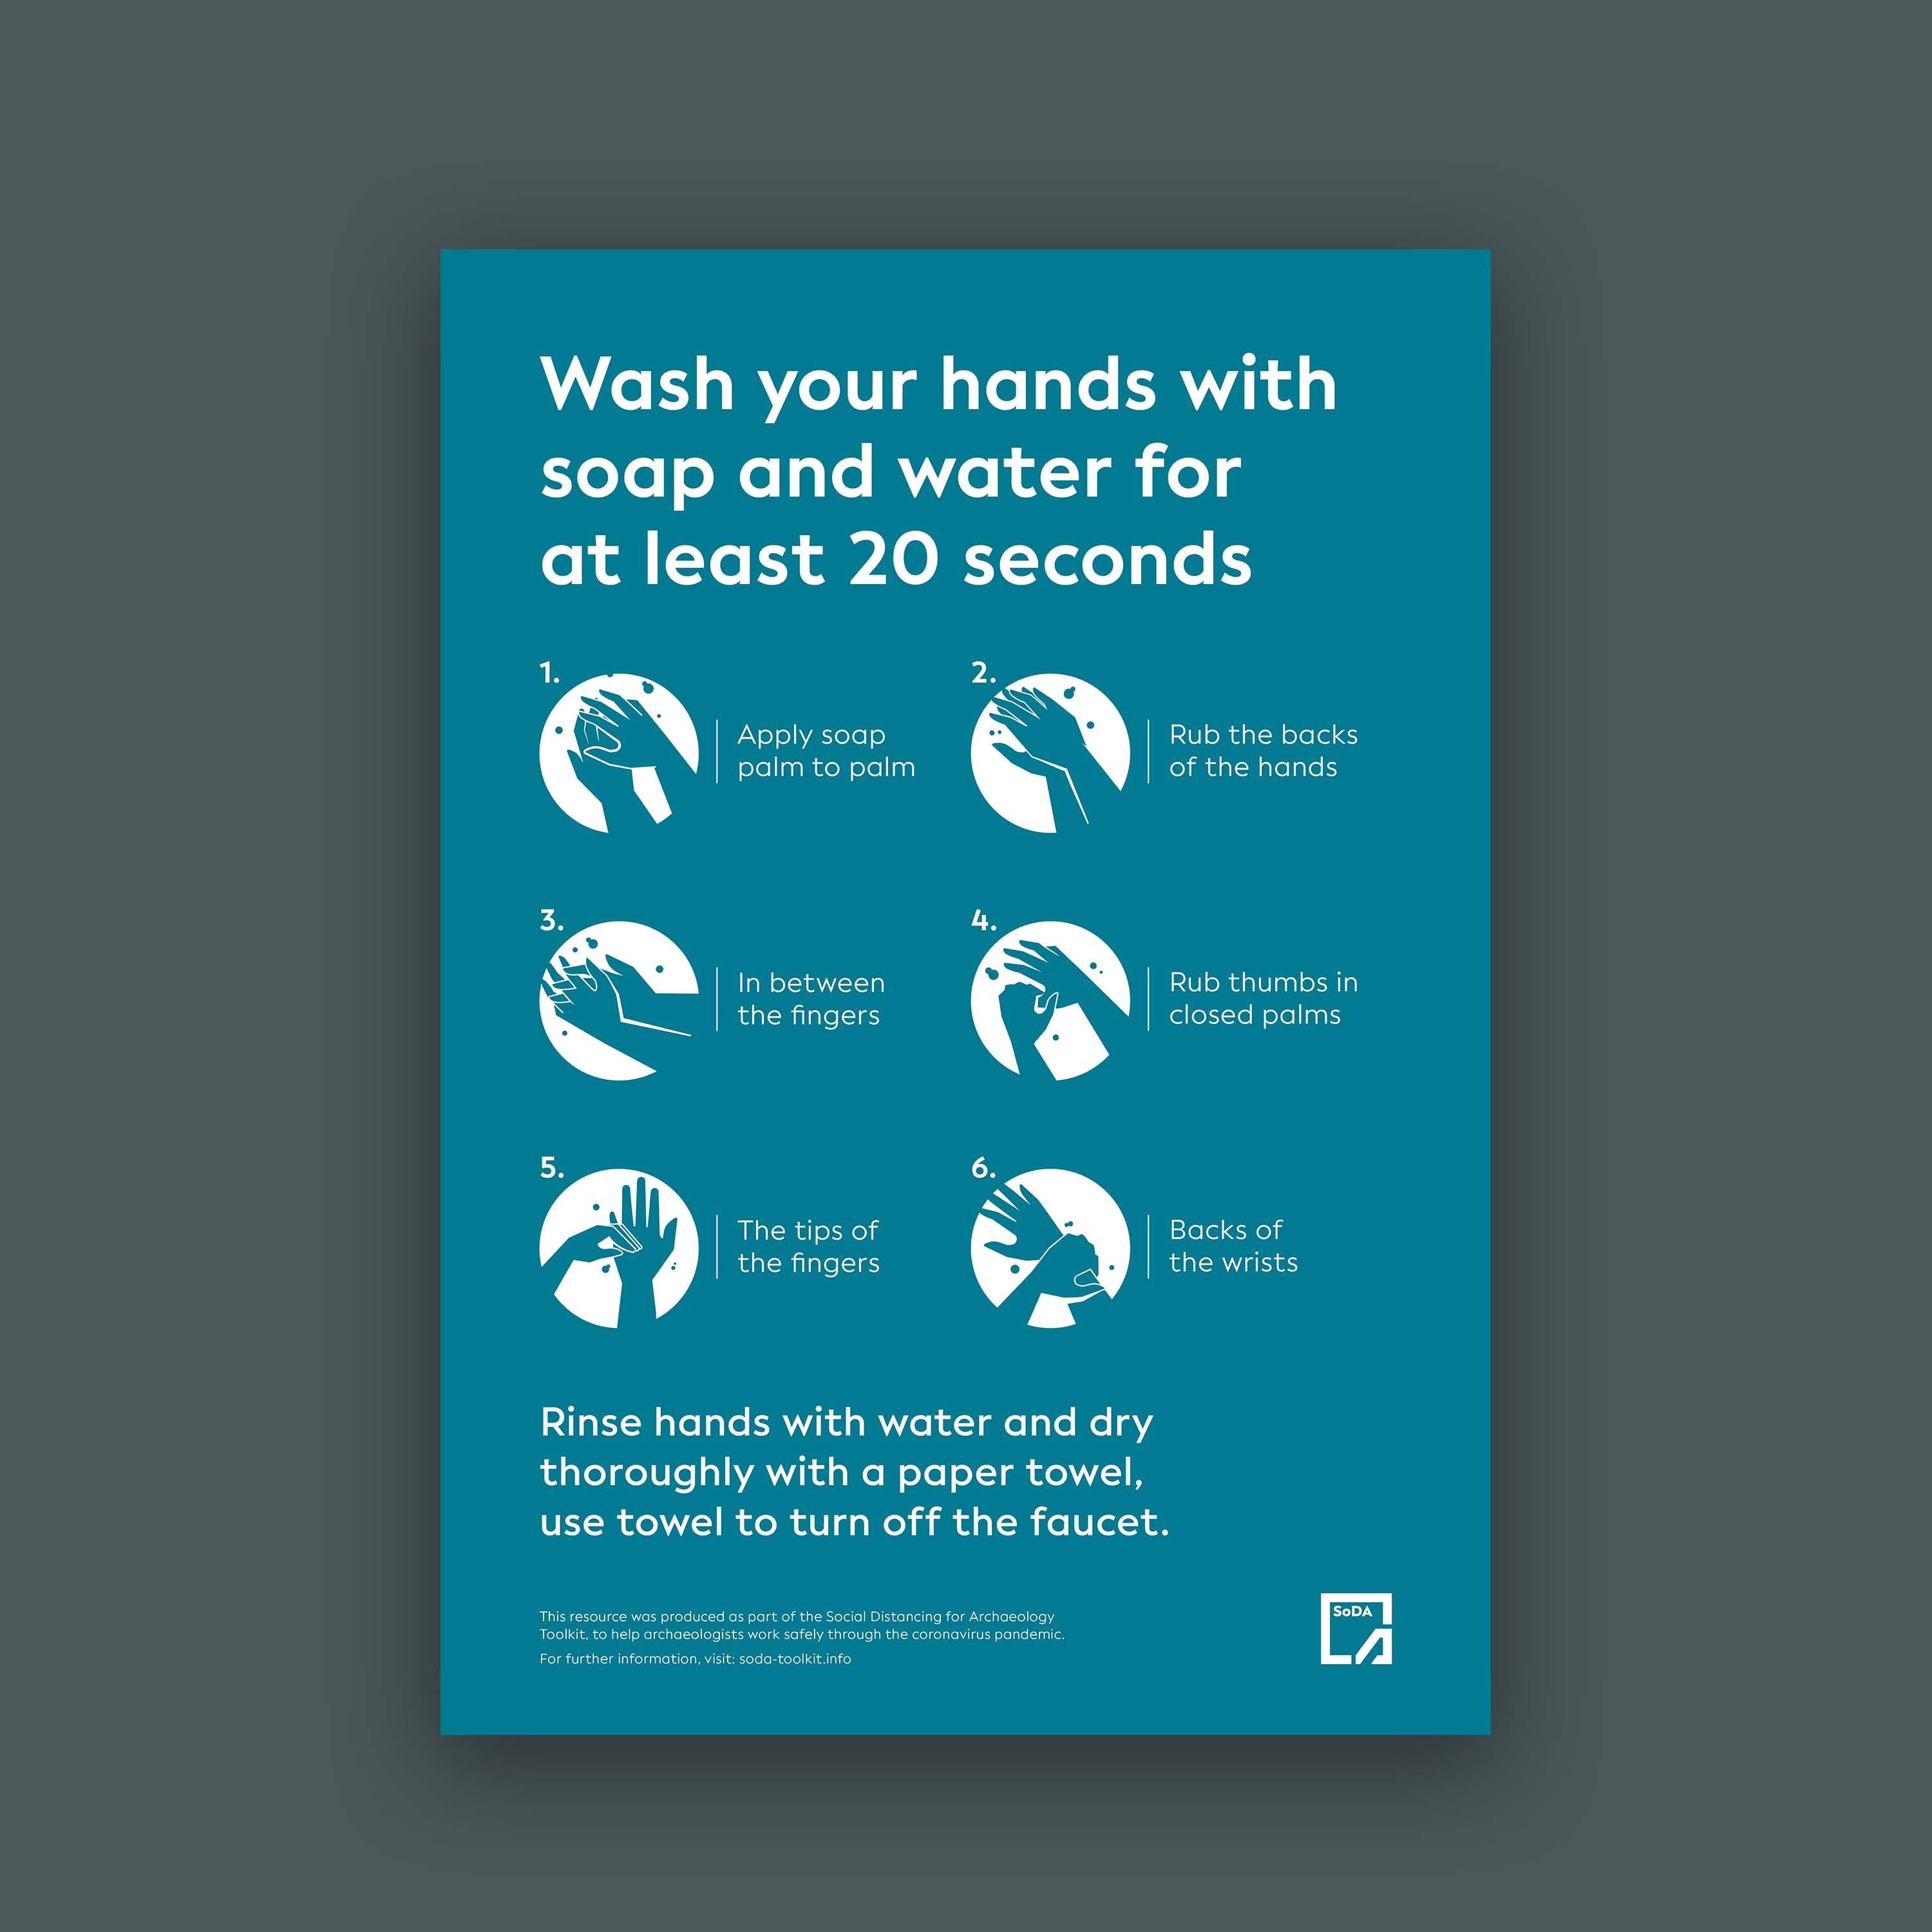 Wash your hands with
soap and water for
at least 20 seconds
1.
Apply soap
palm to palm
2.
Rub the backs
of the hands
3.
In between
the fingers
4.
Rub thumbs in
closed palms
5.
The tips of
the fingers
6.
Backs of
the wrists
Rinse hands with water and dry
thoroughly with a paper towel,
use towel to turn off the faucet.
This resource was produced as part of the Social Distancing for Archaeology
Toolkit, to help archaeologists work safely through the coronavirus pandemic.
For further information, visit: soda-toolkit.info
SoDA